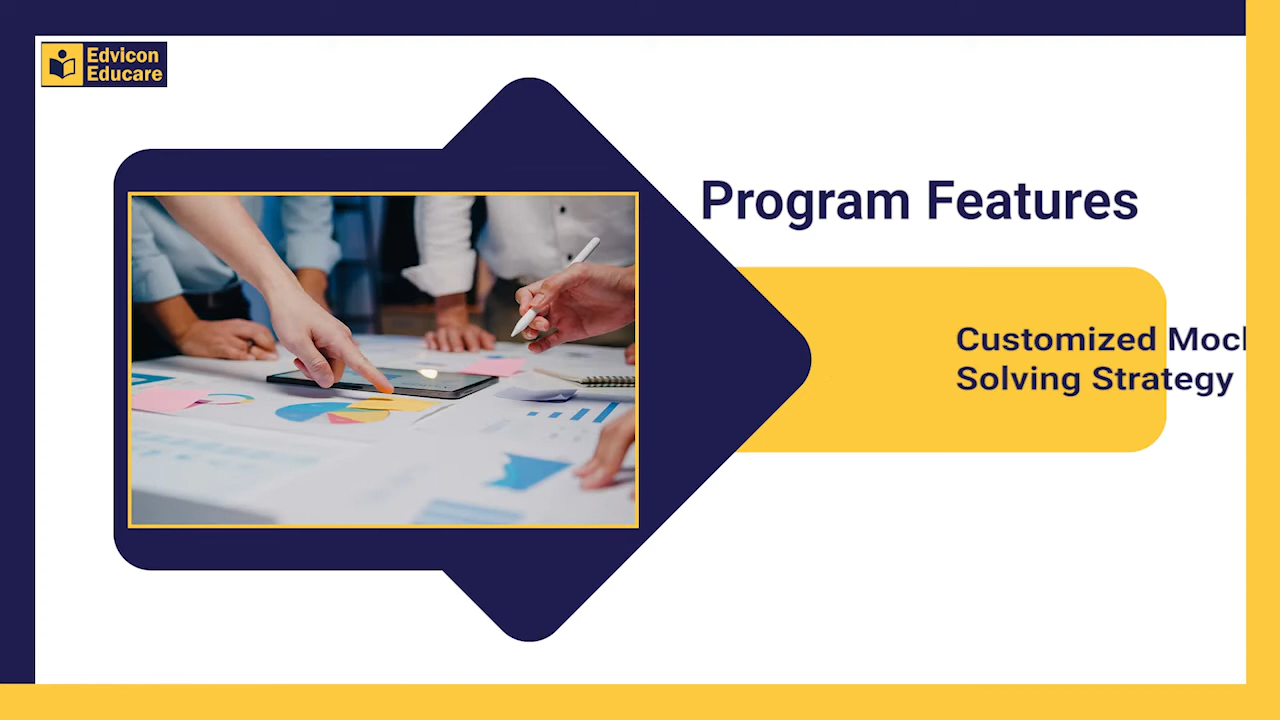 Edvicon
Educare
Program Features
Customized
Solving Strategy